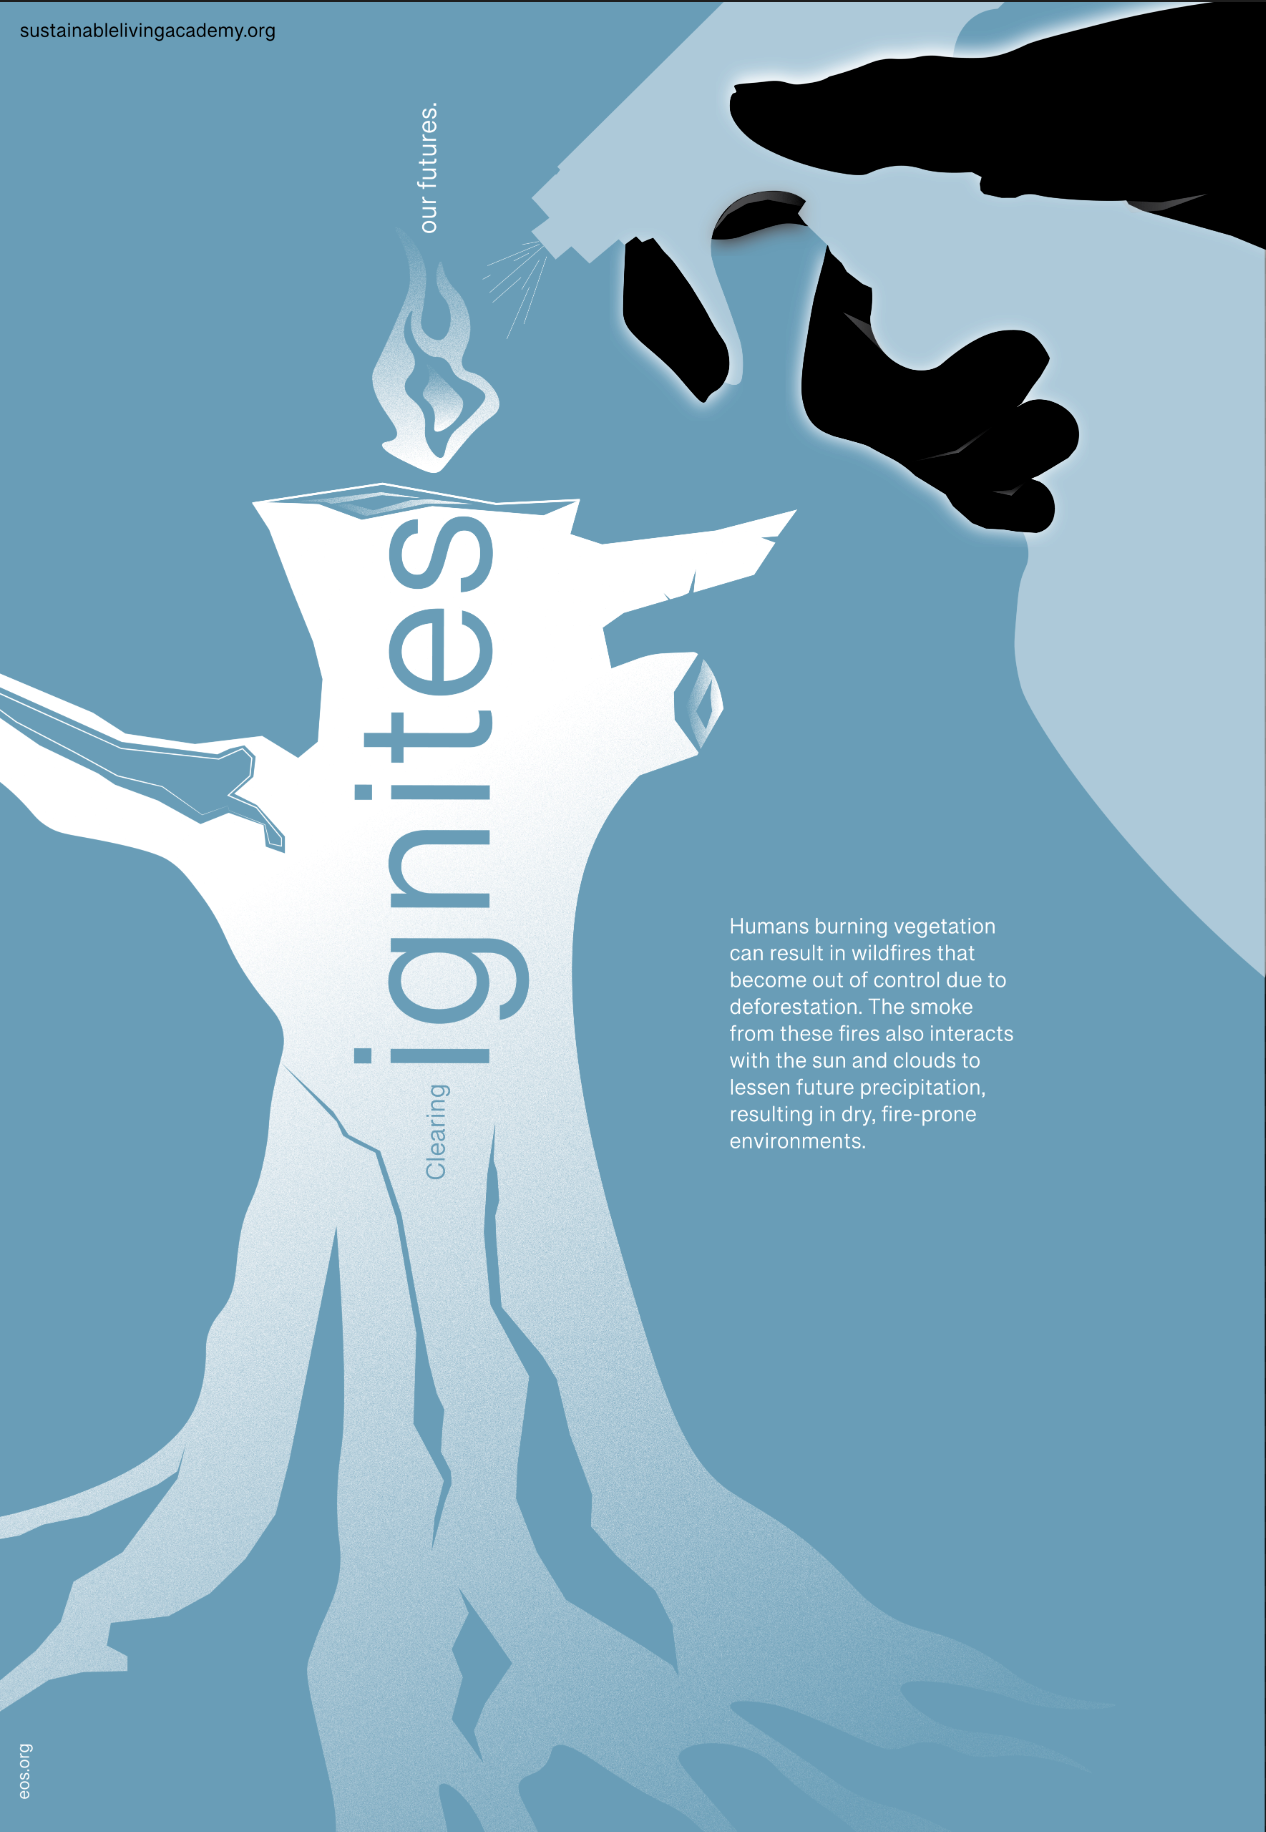 sustainablelivingacademy.org
Clearing
ignites
our futures.
Humans burning vegetation
can result in wildfires that
become out of control due to
deforestation. The smoke
from these fires also interacts
with the sun and clouds to
lessen future precipitation,
resulting in dry, fire-prone
environments.
eos.org